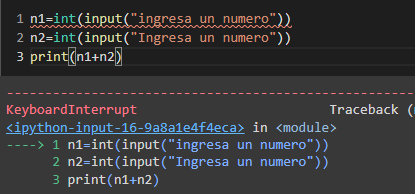 1 n1=int(input("ingresa un numero"))
2 n2=int(input("Ingresa un numero"))
3 print(n1+n2)
---------------------------------------------------------------------------
KeyboardInterrupt Traceback (
<ipython-input-16-9a8a1e4f4eca> in <module>
----> 1 n1=int(input("ingresa un numero"))
2 n2=int(input("Ingresa un numero"))
3 print(n1+n2)